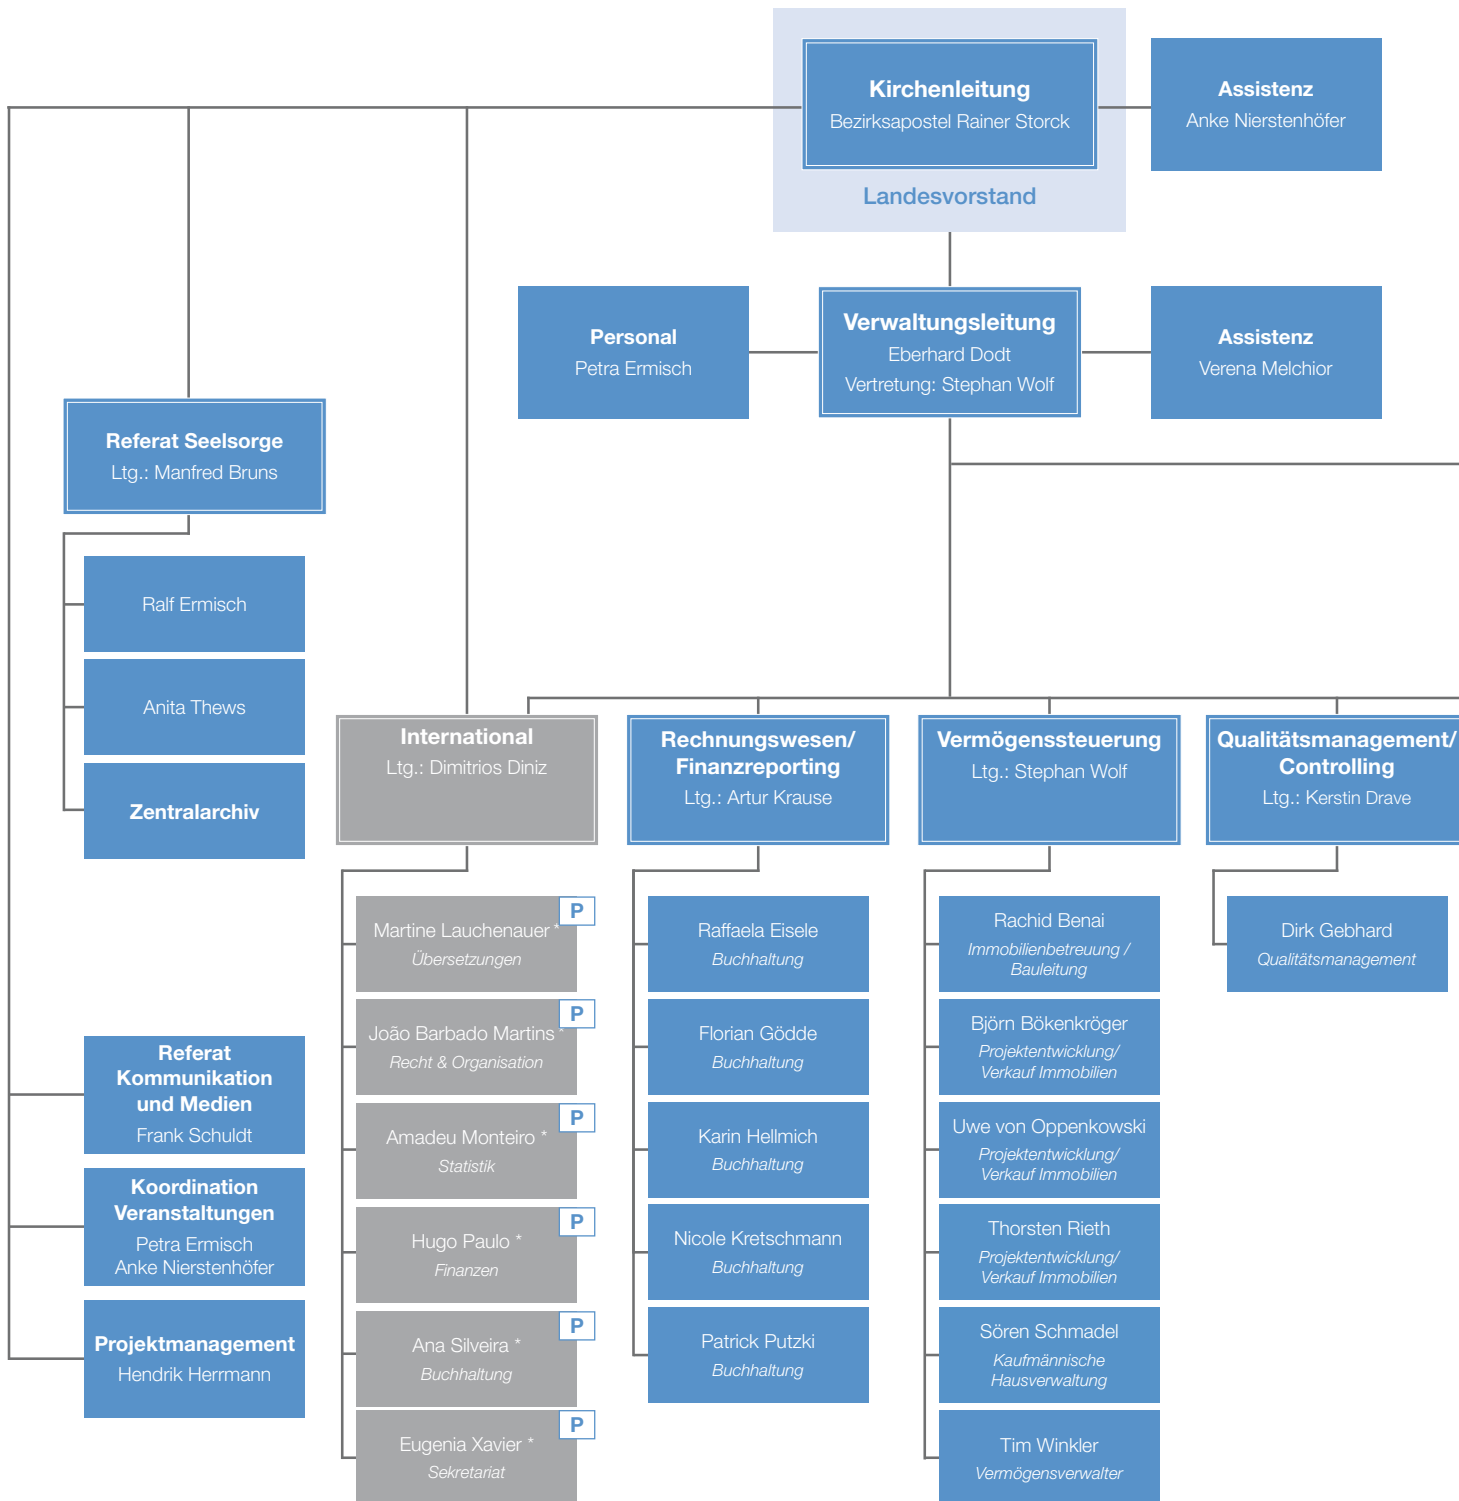 Kirchenleitung
Bezirksapostel Rainer Storck
Landesvorstand
Assistenz
Anke Nierstenhöfer
Personal
Petra Ermisch
Verwaltungsleitung
Eberhard Dodt
Vertretung: Stephan Wolf
Assistenz
Verena Melchior
Referat Seelsorge
Ltg.: Manfred Bruns
Ralf Ermisch
Anita Thews
Zentralarchiv
Referat
Kommunikation
und Medien
Frank Schuldt
Koordination
Veranstaltungen
Petra Ermisch
Anke Nierstenhöfer
Projektmanagement
Hendrik Herrmann
International
Ltg.: Dimitrios Diniz
P
Martine Lauchenauer *
Übersetzungen
P
João Barbado Martins *
Recht & Organisation
P
Amadeu Monteiro *
Statistik
P
Hugo Paulo *
Finanzen
P
Ana Silveira *
Buchhaltung
P
Eugenia Xavier *
Sekretariat
Rechnungswesen/
Finanzreporting
Ltg.: Artur Krause
Raffaela Eisele
Buchhaltung
Florian Gödde
Buchhaltung
Karin Hellmich
Buchhaltung
Nicole Kretschmann
Buchhaltung
Patrick Putzki
Buchhaltung
Vermögenssteuerung
Ltg.: Stephan Wolf
Rachid Benai
Immobilienbetreuung /
Bauleitung
Björn Bökenkröger
Projektentwicklung/
Verkauf Immobilien
Uwe von Oppenkowski
Projektentwicklung/
Verkauf Immobilien
Thorsten Rieth
Projektentwicklung/
Verkauf Immobilien
Sören Schmadel
Kaufmännische
Hausverwaltung
Tim Winkler
Vermögensverwalter
Qualitätsmanagement/
Controlling
Ltg.: Kerstin Drave
Dirk Gebhard
Qualitätsmanagement